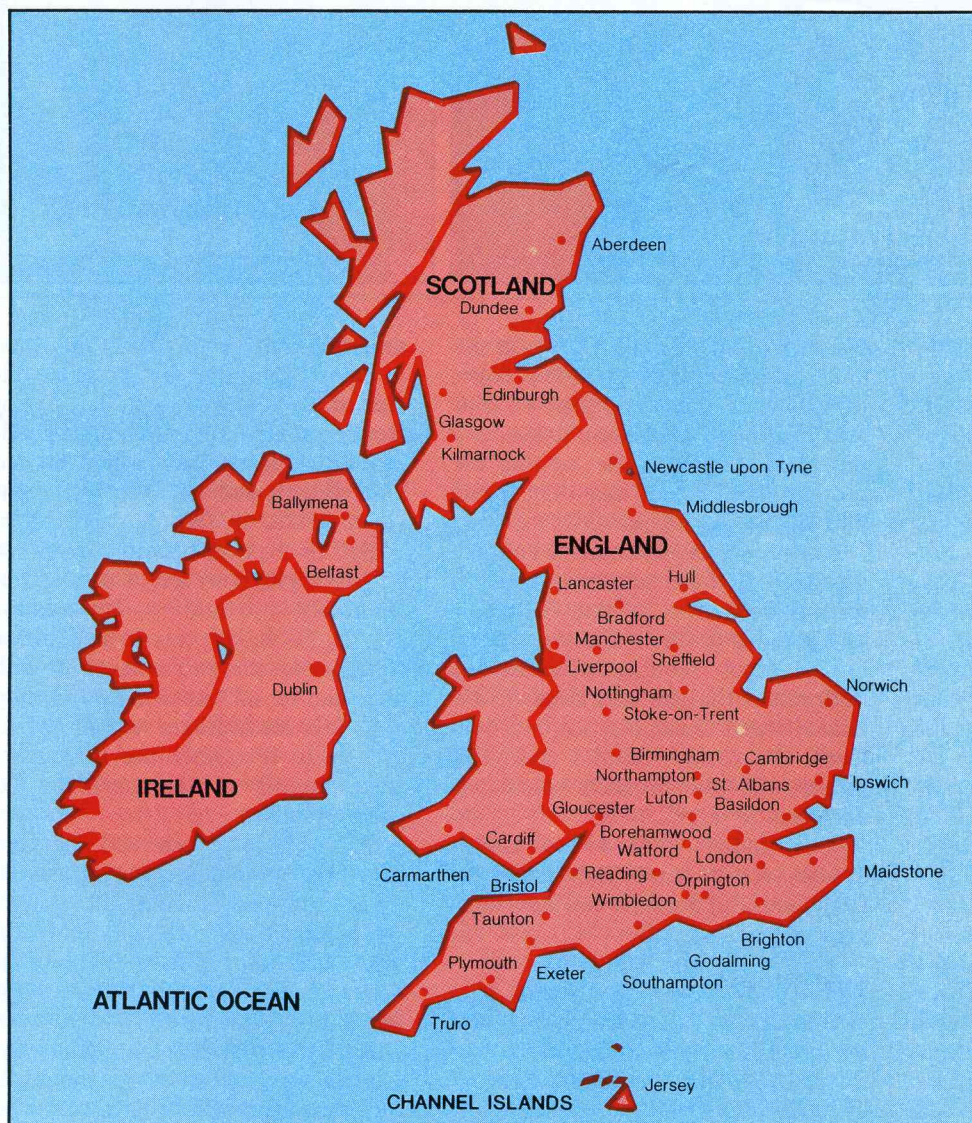 Aberdeen
SCOTLAND
Dundee
Edinburgh
Glasgow
Kilmarnock
Newcastle upon Tyne
Ballymena
Middlesbrough
ENGLAND
Belfast
Lancaster
Hull
Bradford
Manchester
Liverpool
Sheffield
Dublin
Nottingham
Norwich
Stoke-on-Trent
Birmingham
Cambridge
Northampton
St. Albans
Ipswich
IRELAND
Luton
Basildon
Gloucester
Cardiff
Borehamwood
Watford
London
Carmarthen
Maidstone
Bristol
Reading
Orpington
Wimbledon
Taunton
Brighton
Godalming
Plymouth
Exeter
Southampton
ATLANTIC OCEAN
Truro
Jersey
CHANNEL ISLANDS